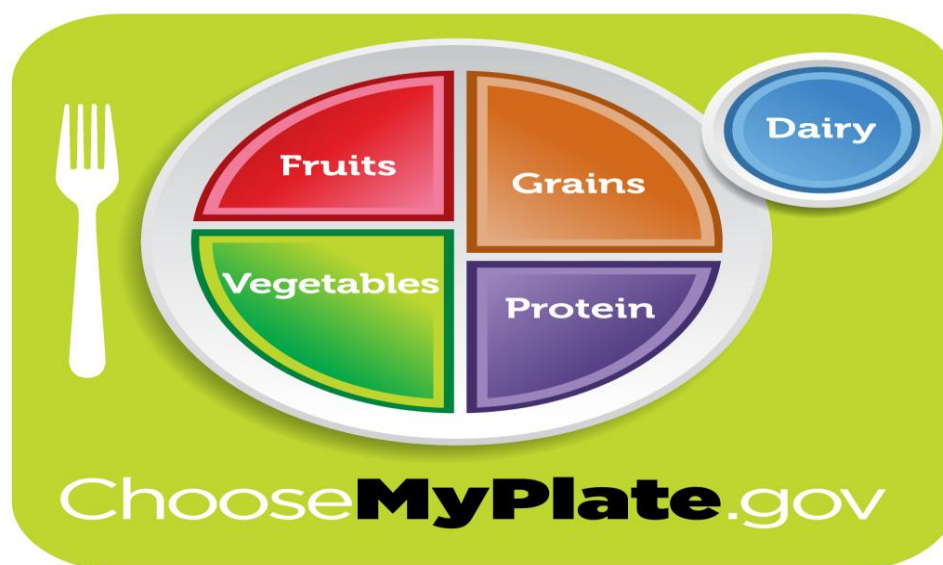 Fruits
Grains
Dairy
Vegetables
Protein
ChooseMyPlate.gov